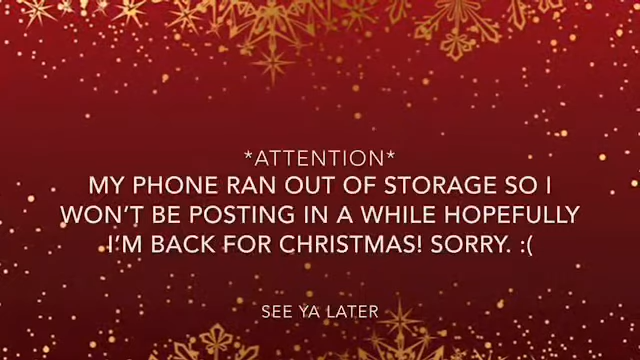 *ATTENTION*
MY PHONE RAN OUT OF STORAGE SO I
WON'T BE POSTING IN A WHILE HOPEFULLY
I'M BACK FOR CHRISTMAS! SORRY. :(
SEE YA LATER